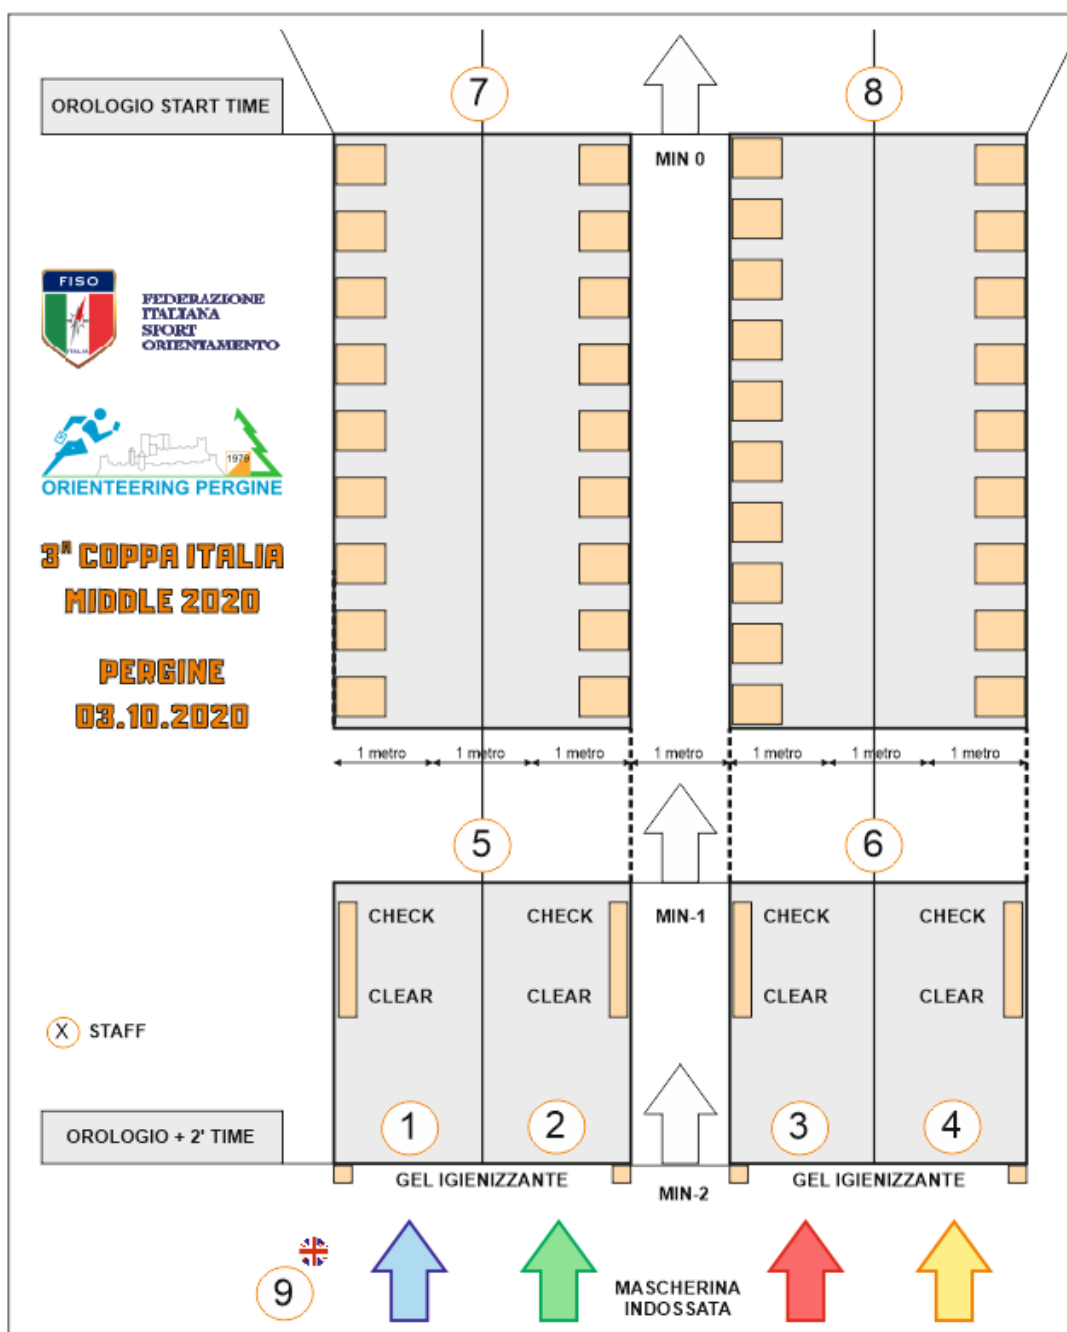 7
8
OROLOGIO START TIME
MIN 0
FISO
ITALIA
FEDERAZIONE
ITALIANA
SPORT
ORIENTAMENTO
1979
ORIENTEERING PERGINE
3ª COPPA ITALIA
MIDDLE 2020
PERGINE
03.10.2020
1 metro 1 metro 1 metro 1 metro 1 metro 1 metro 1 metro
5
6
CHECK CHECK MIN-1 CHECK CHECK
CLEAR CLEAR CLEAR CLEAR
X STAFF
1 2 3 4
OROLOGIO + 2' TIME
GEL IGIENIZZANTE
MIN-2
GEL IGIENIZZANTE
9
MASCHERINA
INDOSSATA